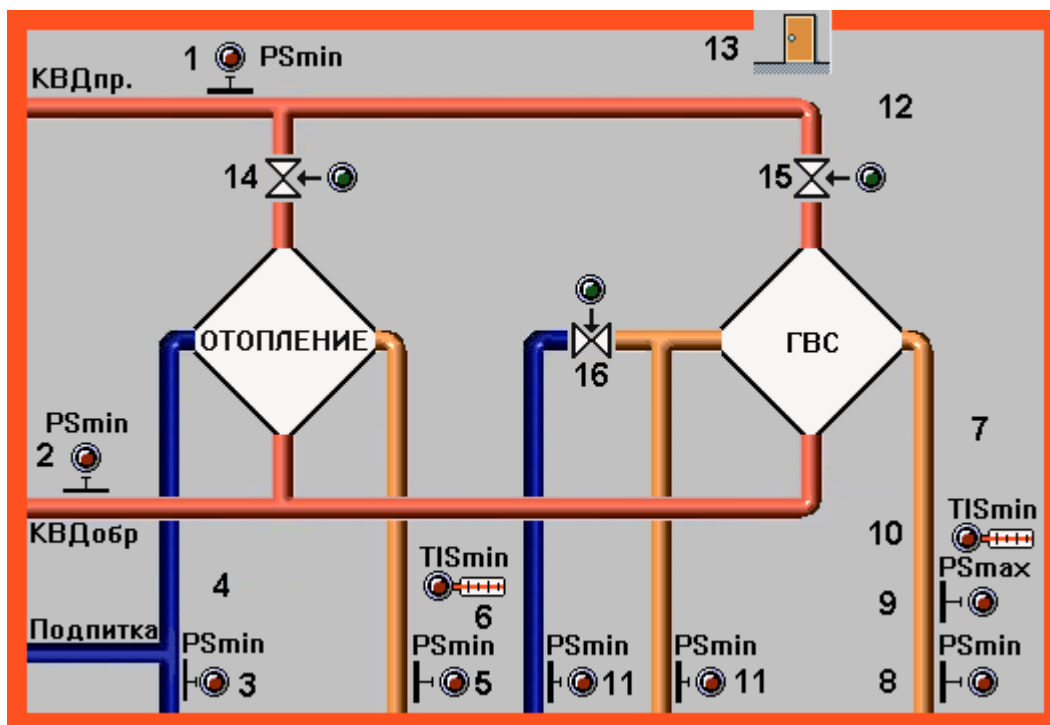 13
1 PSmin
КВДпр.
12
14
15
ОТОПЛЕНИЕ
ГВС
16
PSmin
2
7
КВДобр
TISmin
10
TISmin
4
PSmax
6
9
Подпитка
PSmin
PSmin
PSmin
PSmin
PSmin
3
5
11
11
8